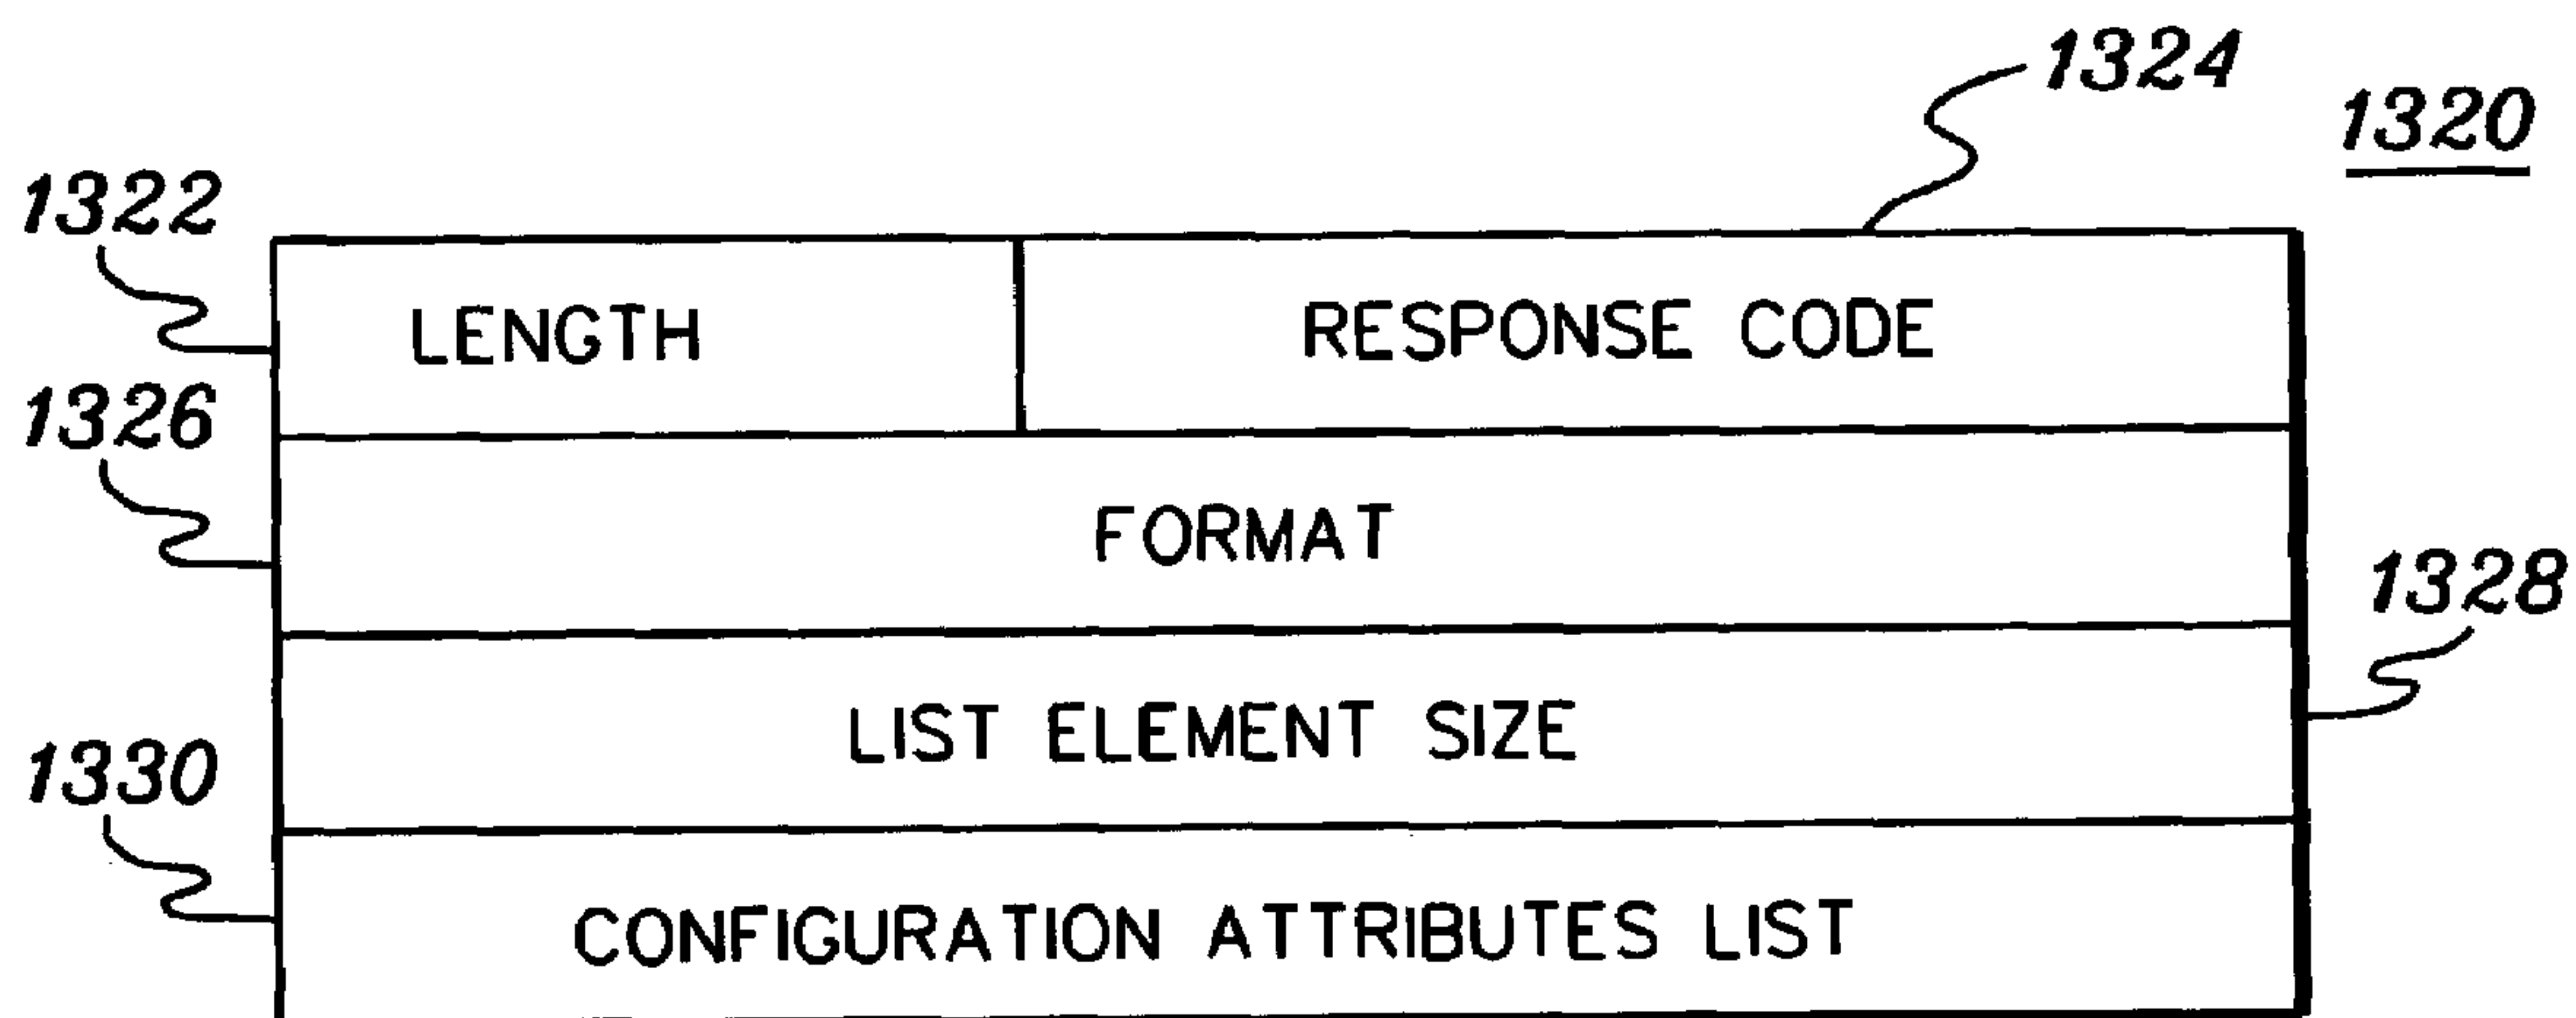 1324
1320
1322
LENGTH RESPONSE CODE
1326
FORMAT
1328
LIST ELEMENT SIZE
1330
CONFIGURATION ATTRIBUTES LIST